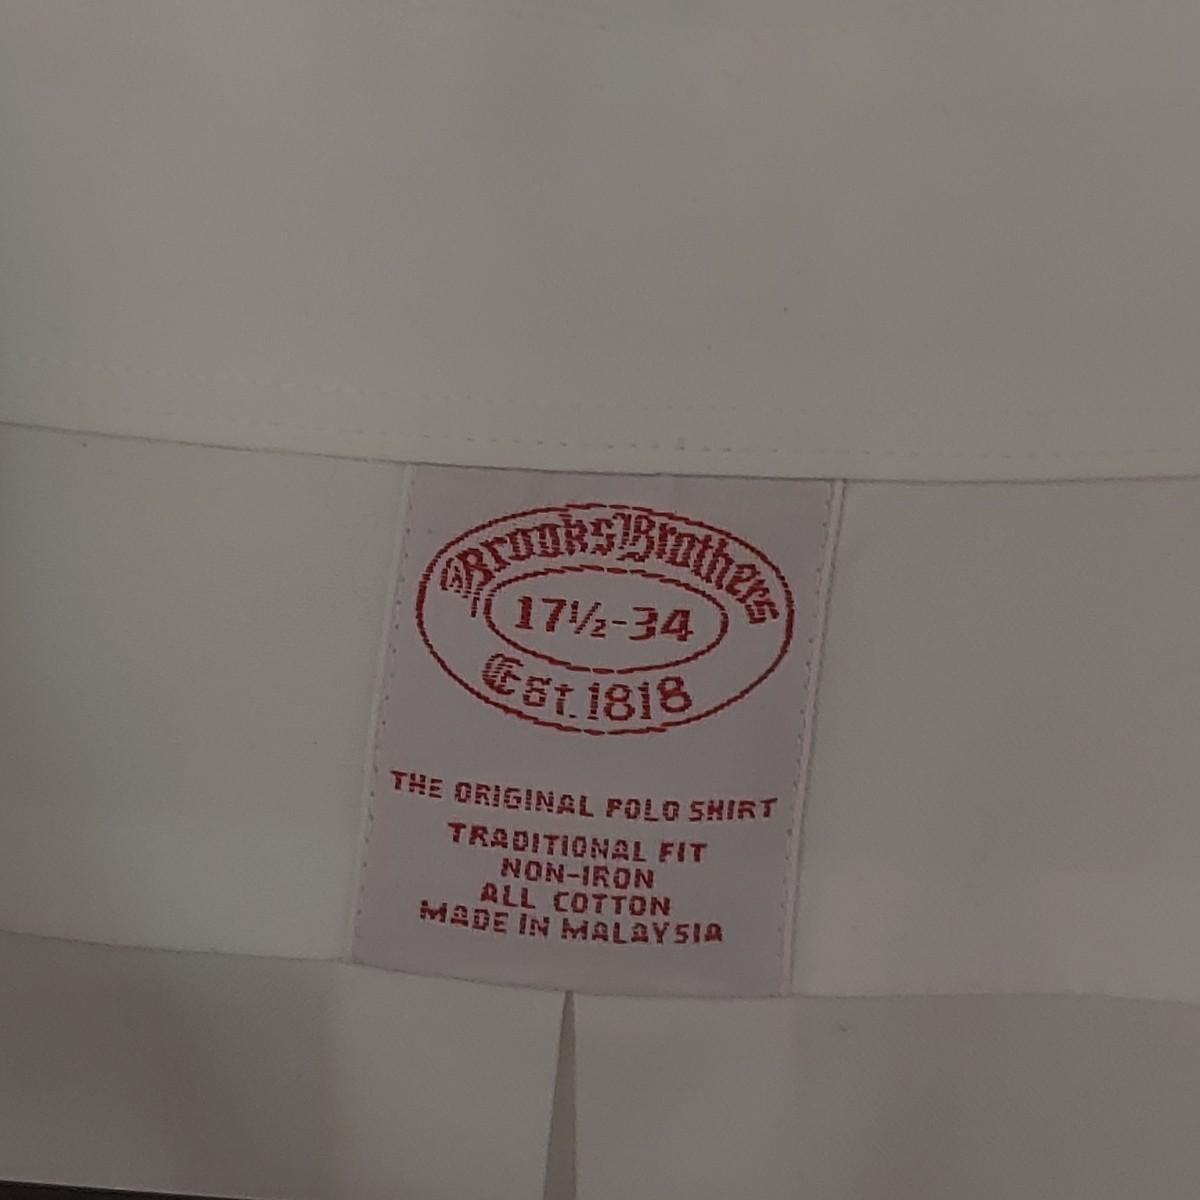 ®Brooks Brothers
17½-34
Est. 1818
THE ORIGINAL POLO SHIRT
TRADITIONAL FIT
NON-IRON
ALL COTTON
MADE IN MALAYSIA